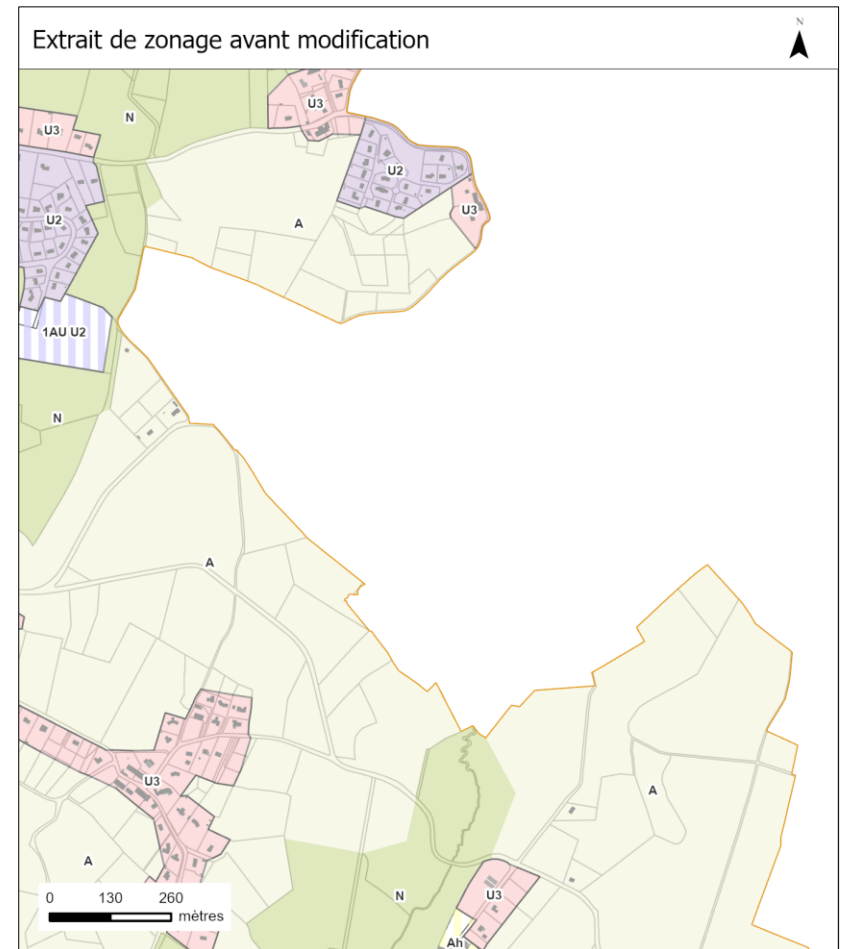 Extrait de zonage avant modification
N
U3
N
U3
U2
U2
U3
A
1AU U2
N
A
U3
A
A
N
U3
Ah
0 130 260
mètres